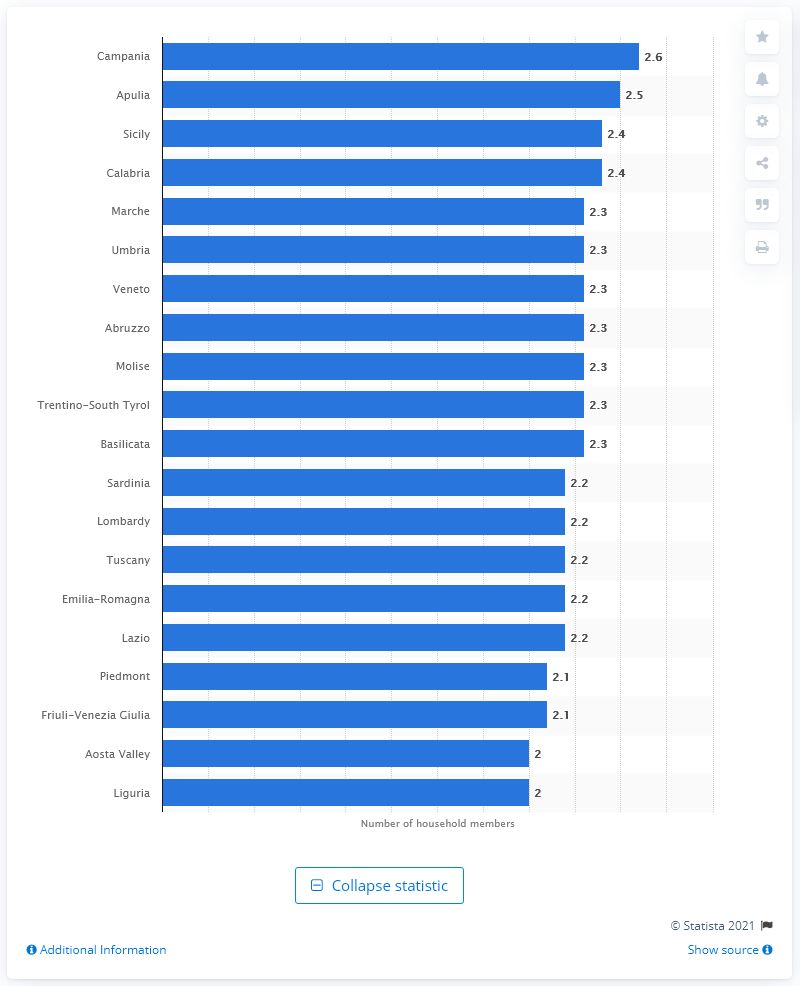 Campania 2.6
Apulia 2.5
Sicily 2.4
Calabria 2.4
Marche 2.3
Umbria 2.3
Veneto 2.3
Abruzzo 2.3
Molise 2.3
Trentino-South Tyrol 2.3
Basilicata 2.3
Sardinia 2.2
Lombardy 2.2
Tuscany 2.2
Emilia-Romagna 2.2
Lazio 2.2
Piedmont 2.1
Friuli-Venezia Giulia 2.1
Aosta Valley 2
Liguria 2
Number of household members
Collapse statistic
© Statista 2021
Additional Information
Show source